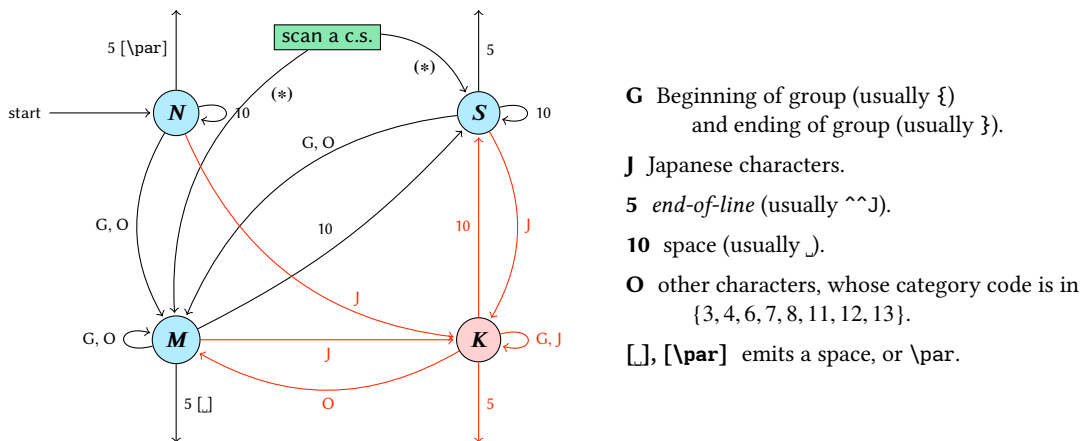 5 [\par]
scan a c.s.
5
(*)
(*)
start
N
10
S
10
G, O
G, O
J
10
10
J
G, O
M
J
K
G, J
O
5 [␣]
5
G Beginning of group (usually {)
and ending of group (usually }).
J Japanese characters.
5 end-of-line (usually ^^J).
10 space (usually ␣).
O other characters, whose category code is in
{3, 4, 6, 7, 8, 11, 12, 13}.
[␣], [\par] emits a space, or \par.
J